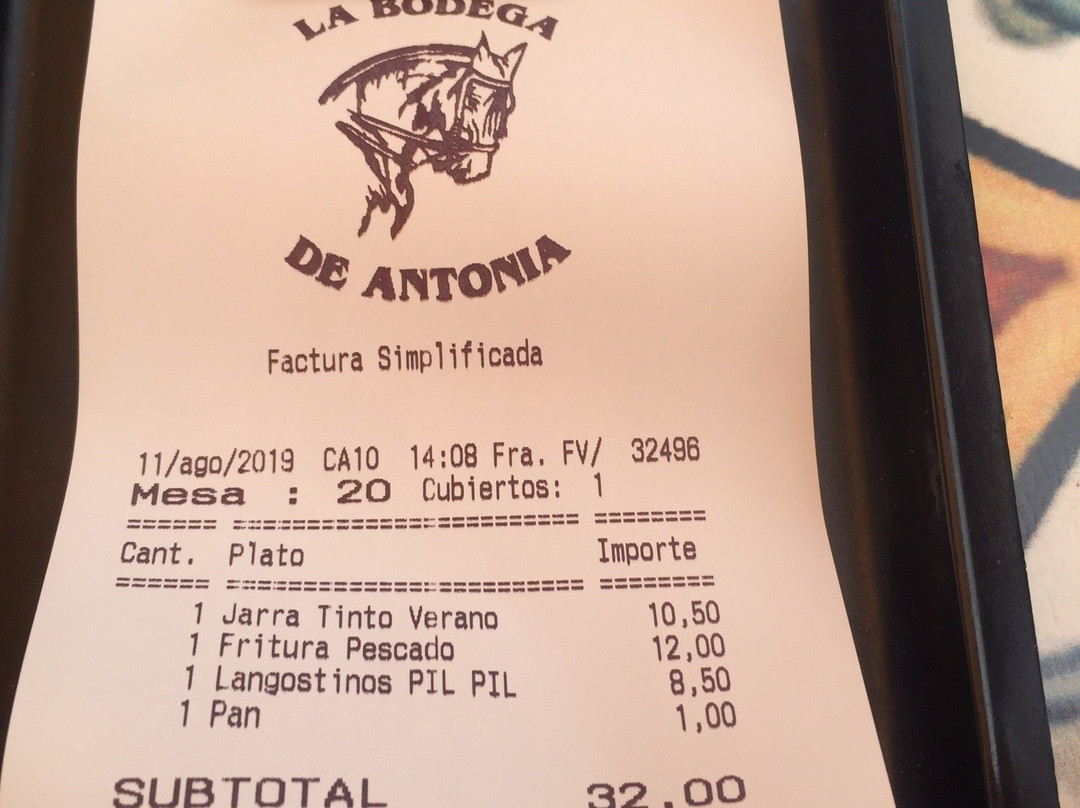 LA BODEGA
DE ANTONIA
Factura Simplificada
11/ago/2019 CA10 14:08 Fra. FV/ 32496
Mesa : 20 Cubiertos: 1
====== ======================= ========
Cant. Plato Importe
====== ======================= ========
1 Jarra Tinto Verano 10,50
1 Fritura Pescado 12,00
1 Langostinos PIL PIL 8,50
1 Pan 1,00
SUBTOTAL 32,00